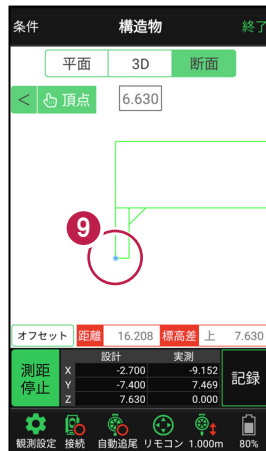 条件 構造物 終了
平面 3D 断面
< 頂点 6.630
9
オフセット 距離 16.208 標高差 上 7.630
設計 実測
測距停止 X -2.700 -9.152 記録
Y -7.400 7.469
Z 7.630 0.000
観測設定 接続 自動追尾 リモコン 1.000m 80%